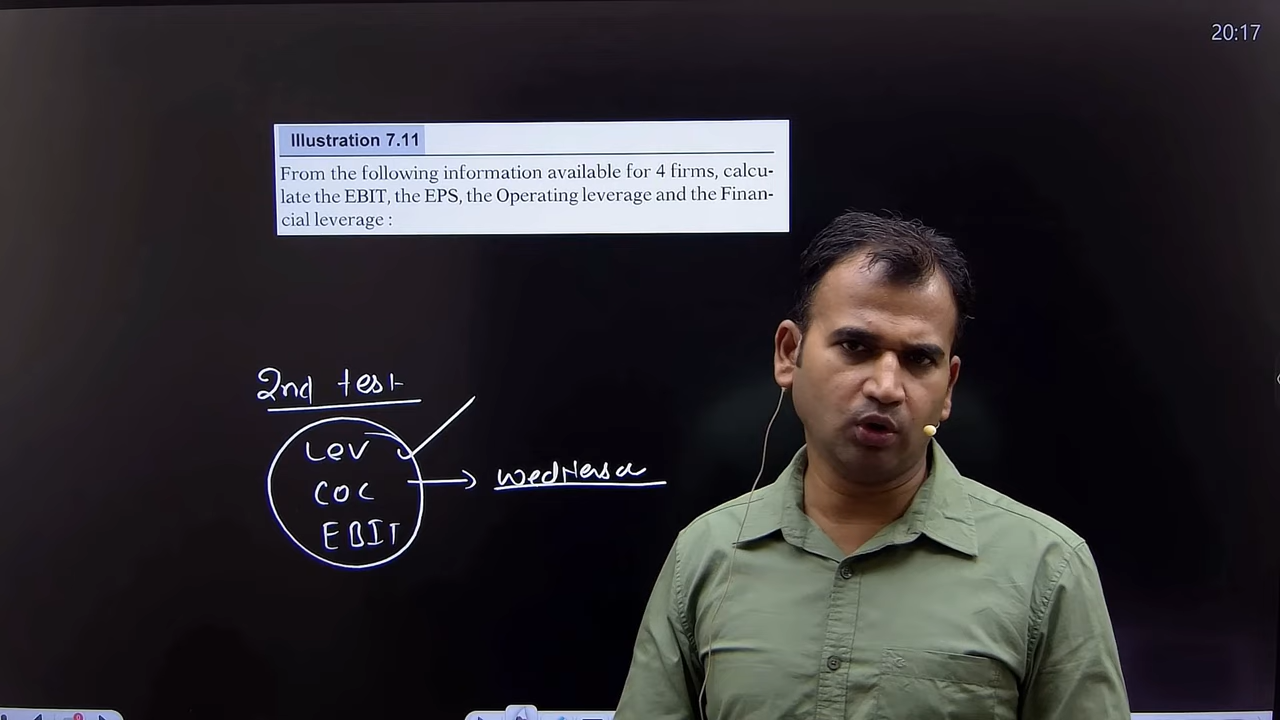 20:17
Illustration 7.11
From the following information available for 4 firms, calcu-
late the EBIT, the EPS, the Operating leverage and the Finan-
cial leverage :
2nd test
Lev
COC
EBIT